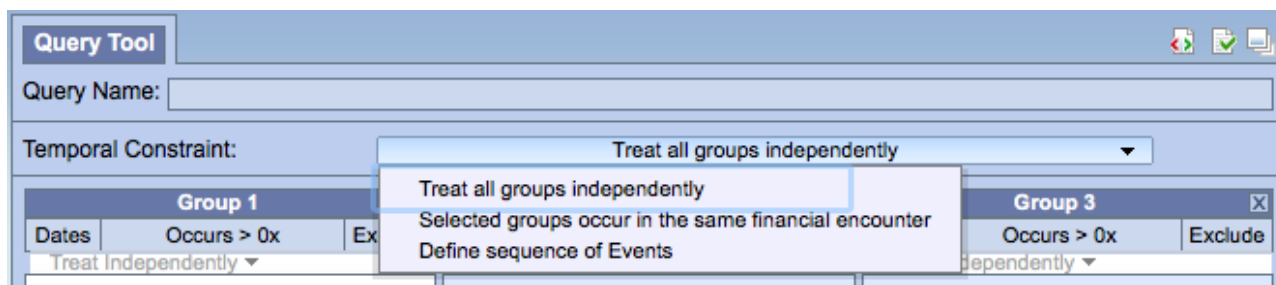 Query Tool
Query Name:
Temporal Constraint: Treat all groups independently
Treat all groups independently
Selected groups occur in the same financial encounter
Define sequence of Events
Group 1 Group 3 X
Dates Occurs > 0x Ex Occurs > 0x Exclude
Treat Independently dependently